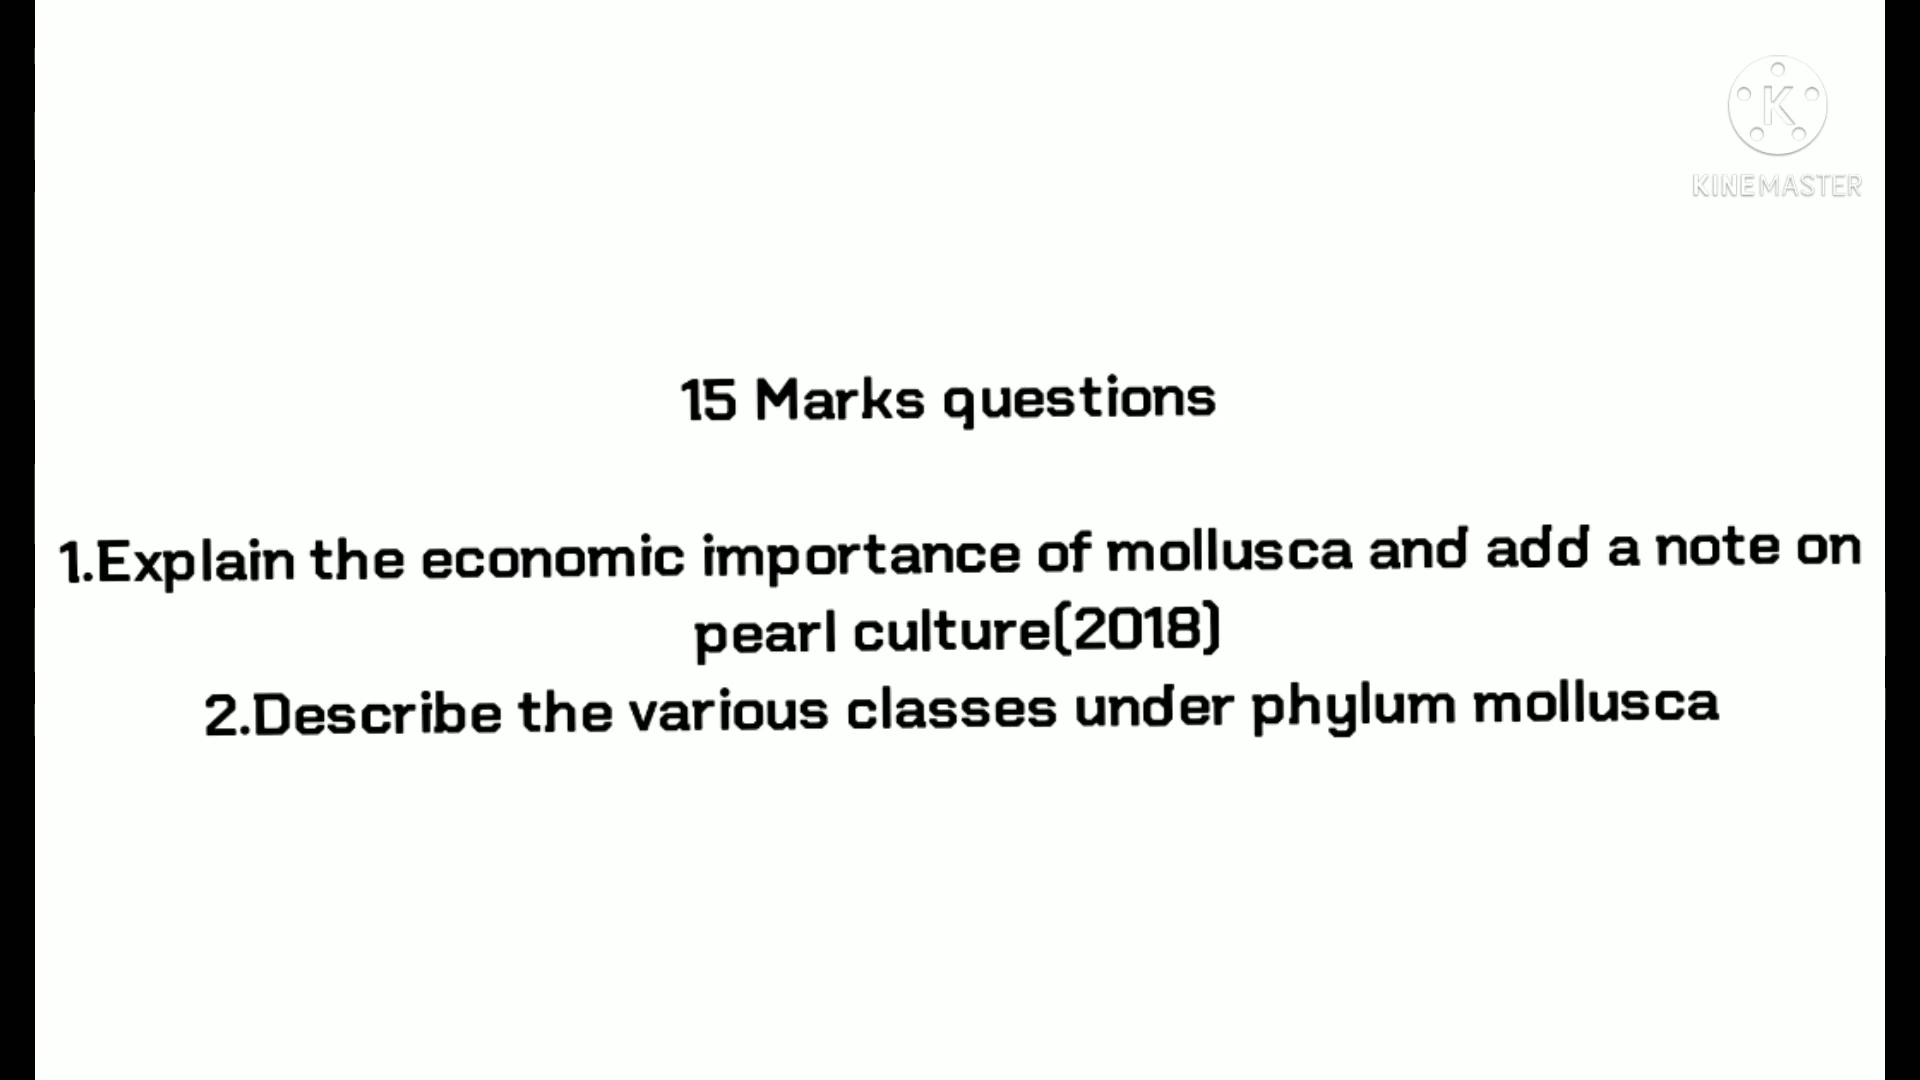 K
KINEMASTER
15 Marks questions
1.Explain the economic importance of mollusca and add a note on
pearl culture(2018)
2.Describe the various classes under phylum mollusca